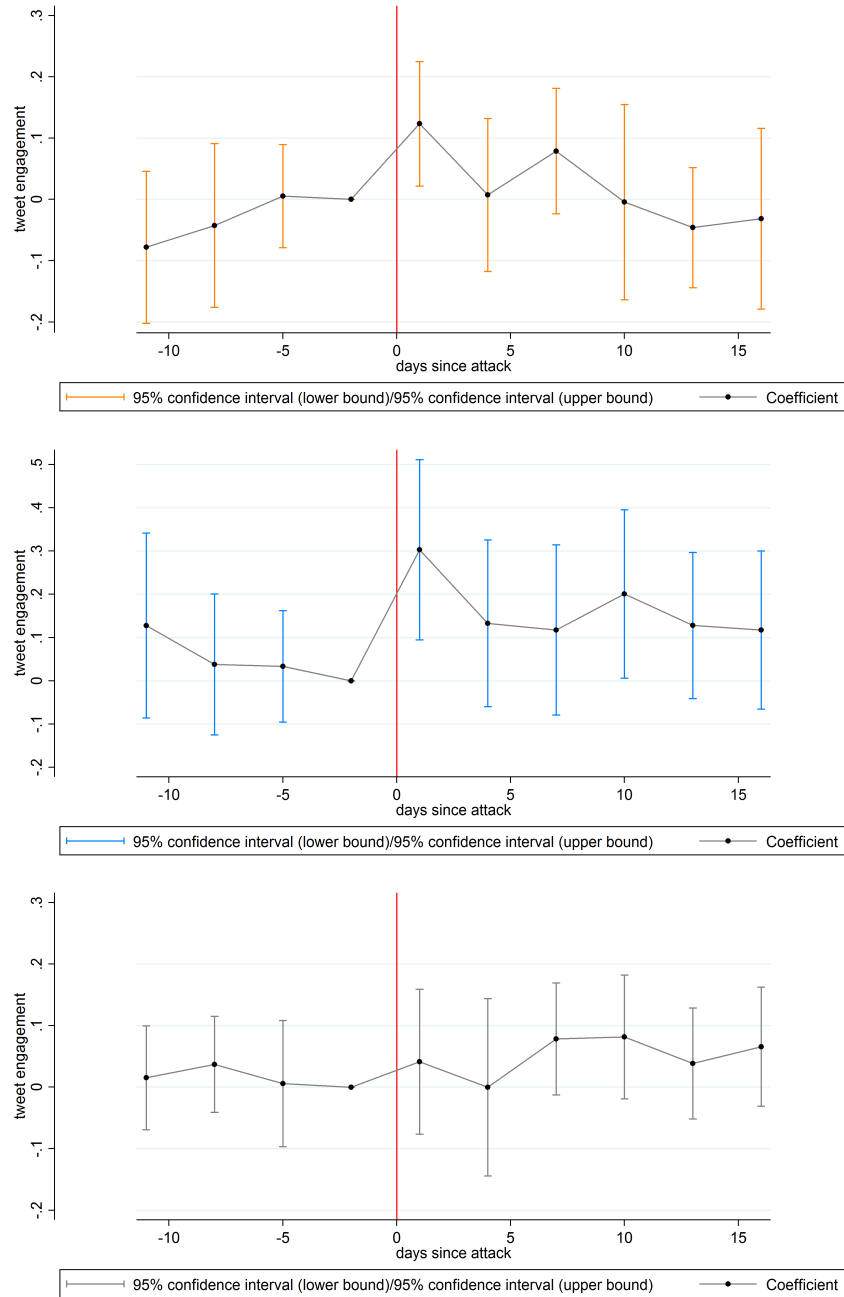 .3
.2
.1
0
-.1
-.2
tweet engagement
-10 -5 0 5 10 15
days since attack
95% confidence interval (lower bound)/95% confidence interval (upper bound) Coefficient
.5
.4
.3
.2
.1
0
-.1
-.2
tweet engagement
-10 -5 0 5 10 15
days since attack
95% confidence interval (lower bound)/95% confidence interval (upper bound) Coefficient
.3
.2
.1
0
-.1
-.2
tweet engagement
-10 -5 0 5 10 15
days since attack
95% confidence interval (lower bound)/95% confidence interval (upper bound) Coefficient